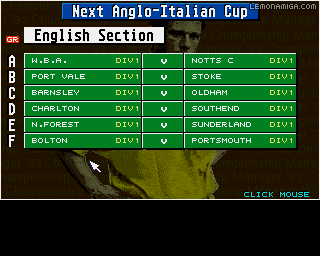 LEMONAMIGA.COM
Next Anglo-Italian Cup
GR English Section
A W.B.A. DIV1 v NOTTS C DIV1
B PORT VALE DIV1 v STOKE DIV1
C BARNSLEY DIV1 v OLDHAM DIV1
D CHARLTON DIV1 v SOUTHEND DIV1
E N.FOREST DIV1 v SUNDERLAND DIV1
F BOLTON DIV1 v PORTSMOUTH DIV1
CLICK MOUSE